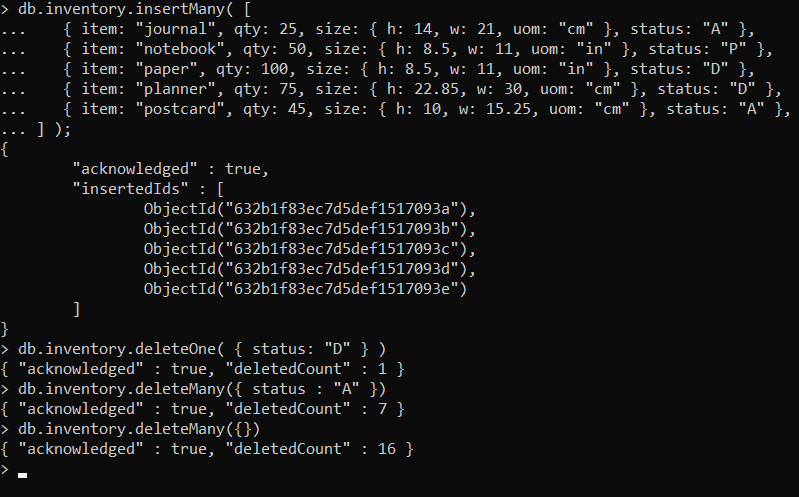 > db.inventory.insertMany( [
...    { item: "journal", qty: 25, size: { h: 14, w: 21, uom: "cm" }, status: "A" },
...    { item: "notebook", qty: 50, size: { h: 8.5, w: 11, uom: "in" }, status: "P" },
...    { item: "paper", qty: 100, size: { h: 8.5, w: 11, uom: "in" }, status: "D" },
...    { item: "planner", qty: 75, size: { h: 22.85, w: 30, uom: "cm" }, status: "D" },
...    { item: "postcard", qty: 45, size: { h: 10, w: 15.25, uom: "cm" }, status: "A" },
... ] );
{
        "acknowledged" : true,
        "insertedIds" : [
                ObjectId("632b1f83ec7d5def1517093a"),
                ObjectId("632b1f83ec7d5def1517093b"),
                ObjectId("632b1f83ec7d5def1517093c"),
                ObjectId("632b1f83ec7d5def1517093d"),
                ObjectId("632b1f83ec7d5def1517093e")
        ]
}
> db.inventory.deleteOne( { status: "D" } )
{ "acknowledged" : true, "deletedCount" : 1 }
> db.inventory.deleteMany({ status : "A" })
{ "acknowledged" : true, "deletedCount" : 7 }
> db.inventory.deleteMany({})
{ "acknowledged" : true, "deletedCount" : 16 }
>